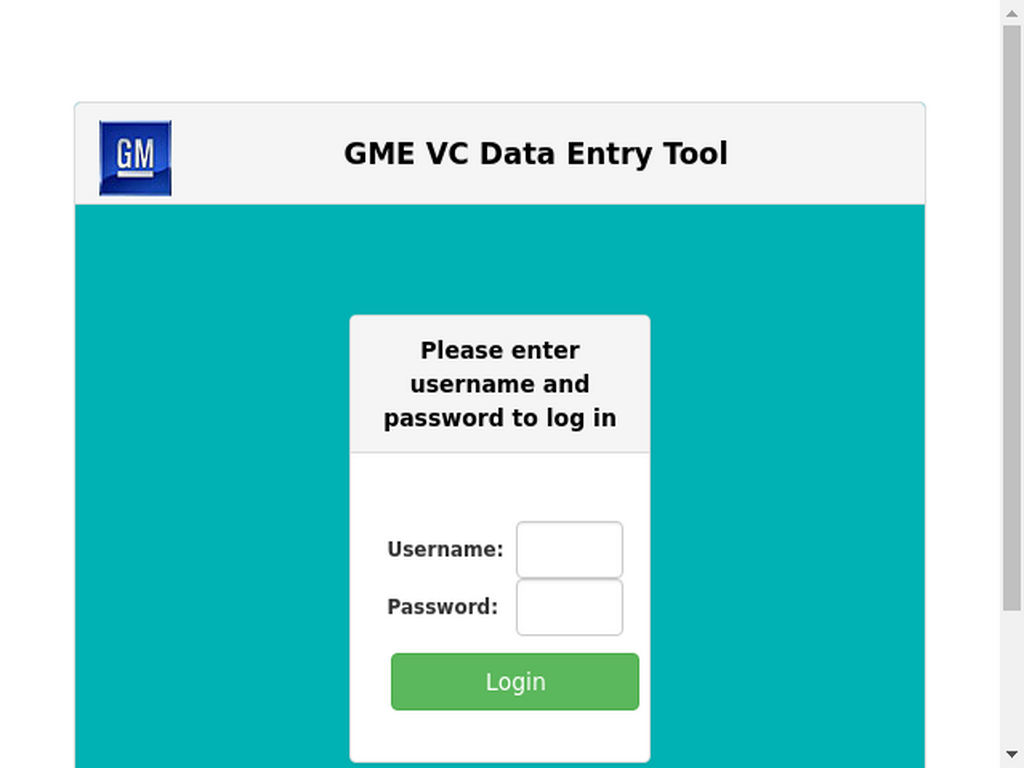 GM
GME VC Data Entry Tool
Please enter
username and
password to log in
Username:
Password:
Login